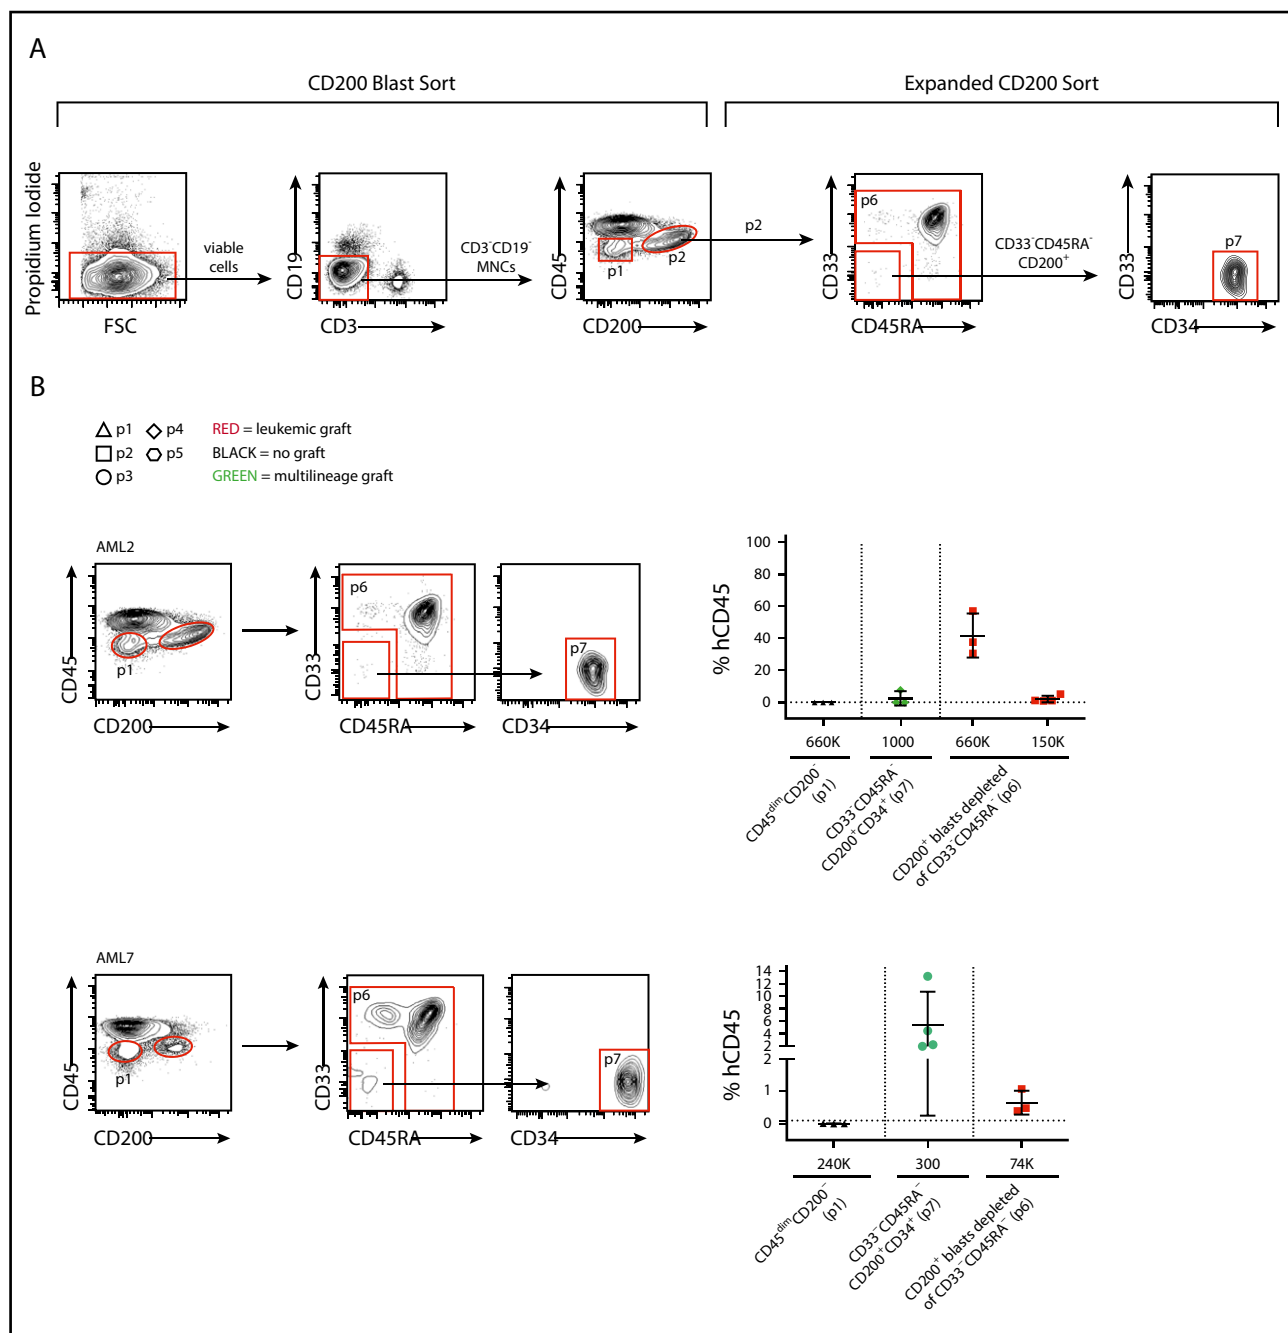 A
CD200 Blast Sort
Expanded CD200 Sort
Propidium Iodide
FSC
viable
cells
CD19
CD3
CD3⁻CD19⁻
MNCs
CD45
p1
p2
CD200
p2
CD33
p6
CD45RA
CD33⁻CD45RA⁻
CD200⁺
CD33
p7
CD34
B
p1 p4 RED = leukemic graft
p2 p5 BLACK = no graft
p3 GREEN = multilineage graft
AML2
CD45
p1
CD200
CD33
p6
CD45RA
p7
CD34
% hCD45
100
80
60
40
20
0
660K 1000 660K 150K
CD45ᵈⁱᵐCD200⁻
(p1)
CD33⁻CD45RA⁻
CD200⁺CD34⁺ (p7)
CD200⁺ blasts depleted
of CD33⁻CD45RA⁻ (p6)
AML7
CD45
p1
CD200
CD33
p6
CD45RA
p7
CD34
% hCD45
14
12
10
8
6
4
2
2
1
0
240K 300 74K
CD45ᵈⁱᵐCD200⁻
(p1)
CD33⁻CD45RA⁻
CD200⁺CD34⁺ (p7)
CD200⁺ blasts depleted
of CD33⁻CD45RA⁻ (p6)